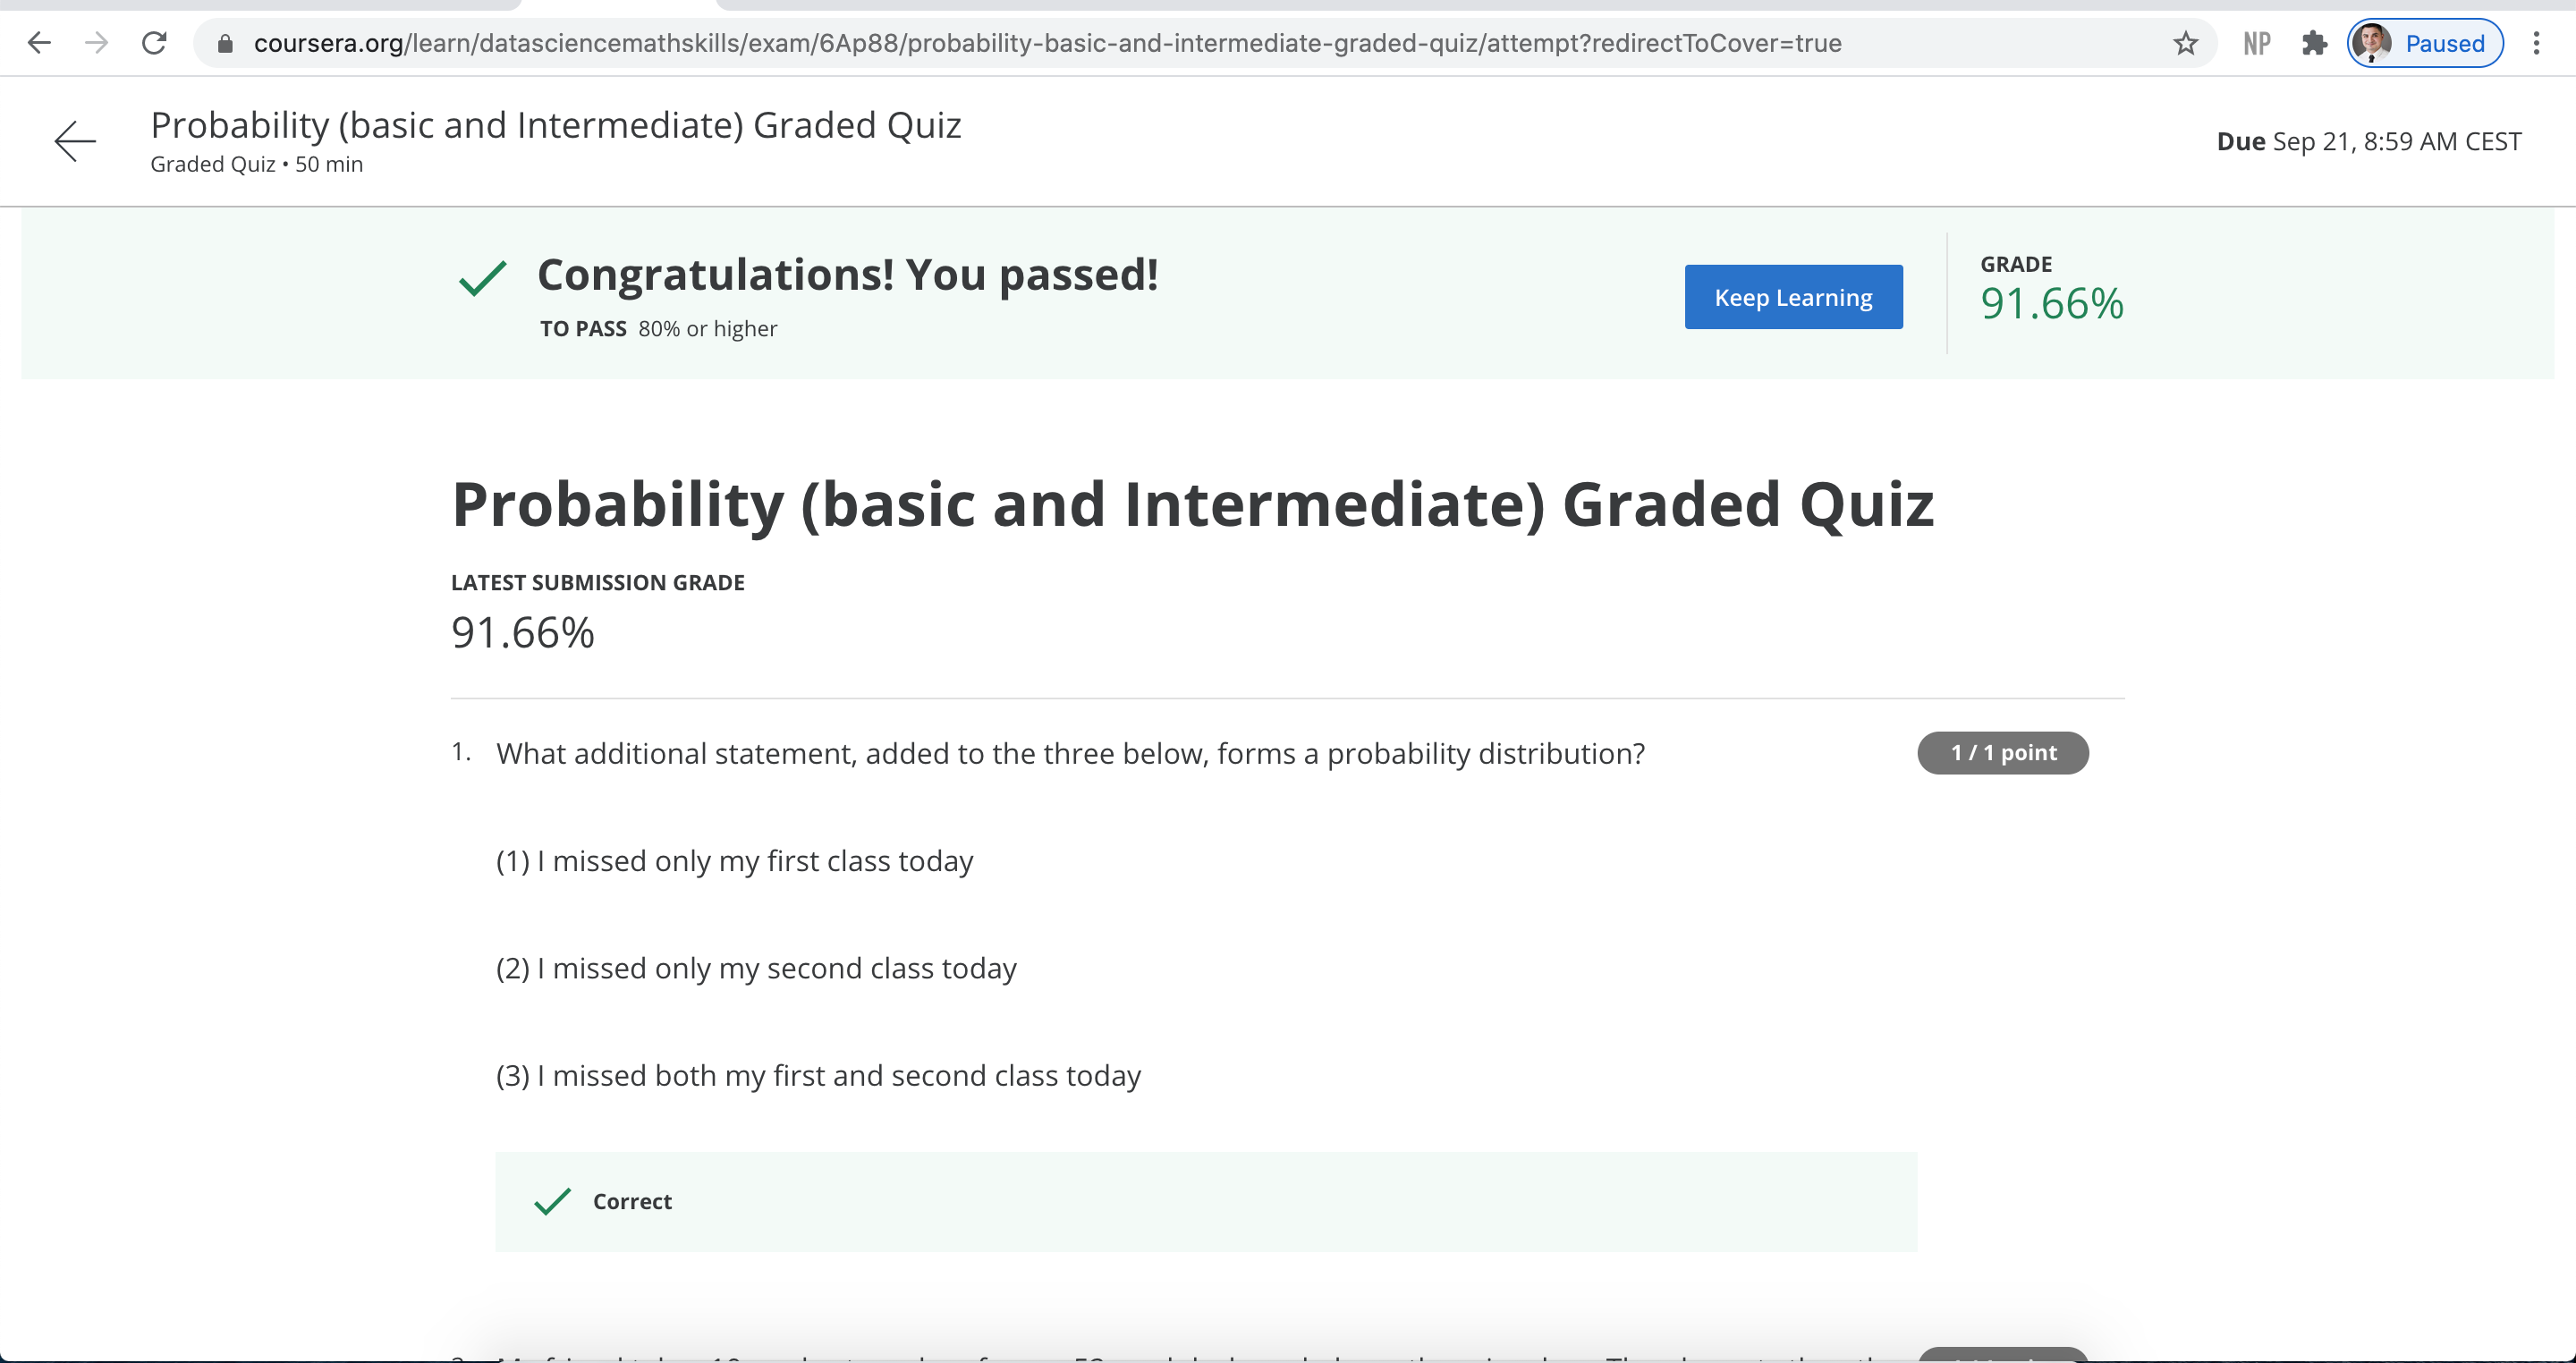 coursera.org/learn/datasciencemathskills/exam/6Ap88/probability-basic-and-intermediate-graded-quiz/attempt?redirectToCover=true
NP
Paused
Probability (basic and Intermediate) Graded Quiz
Graded Quiz • 50 min
Due Sep 21, 8:59 AM CEST
Congratulations! You passed!
TO PASS 80% or higher
Keep Learning
GRADE
91.66%
Probability (basic and Intermediate) Graded Quiz
LATEST SUBMISSION GRADE
91.66%
1. What additional statement, added to the three below, forms a probability distribution?
1 / 1 point
(1) I missed only my first class today
(2) I missed only my second class today
(3) I missed both my first and second class today
Correct